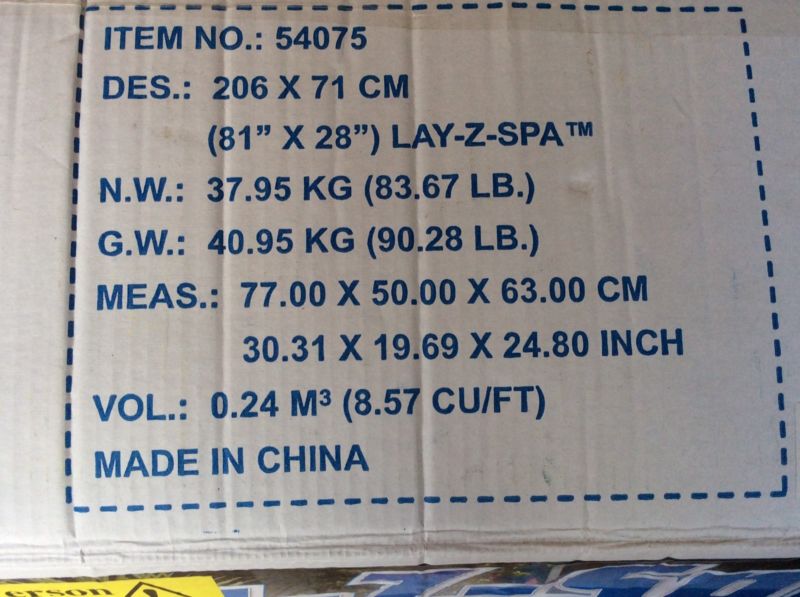 ITEM NO.: 54075
DES.: 206 X 71 CM
(81” X 28”) LAY-Z-SPA™
N.W.: 37.95 KG (83.67 LB.)
G.W.: 40.95 KG (90.28 LB.)
MEAS.: 77.00 X 50.00 X 63.00 CM
30.31 X 19.69 X 24.80 INCH
VOL.: 0.24 M³ (8.57 CU/FT)
MADE IN CHINA